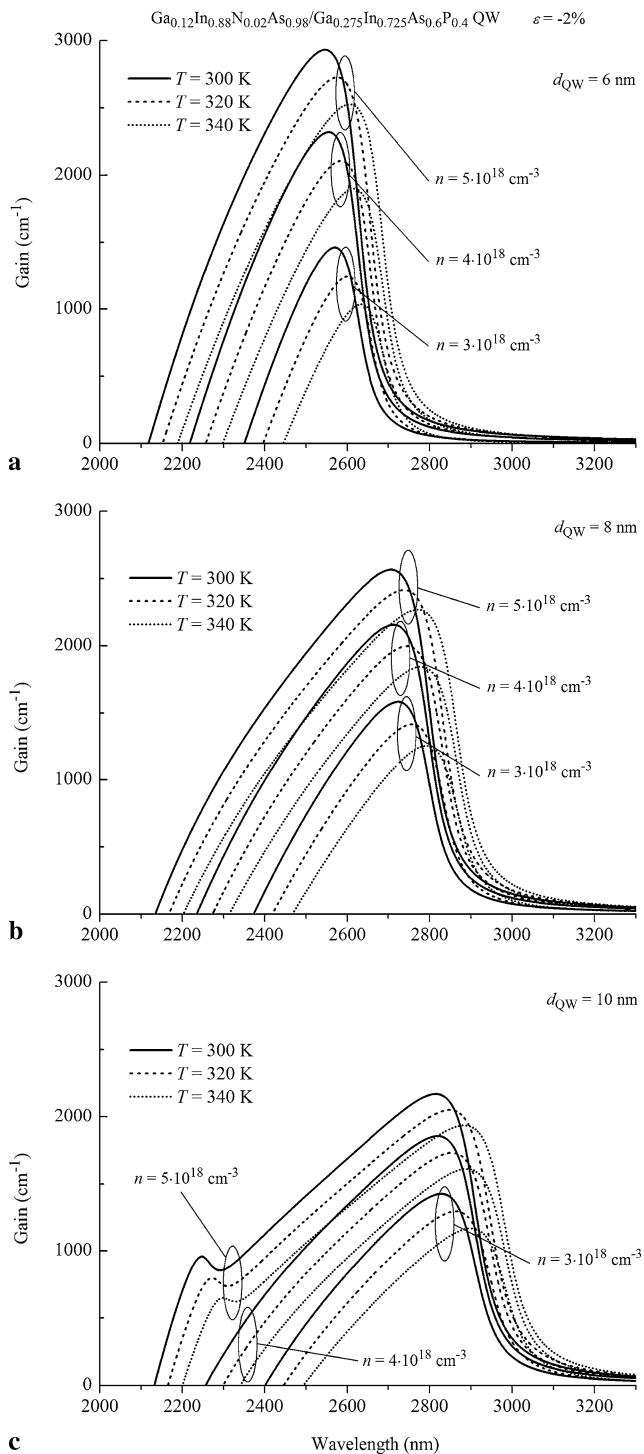 Ga0.12In0.88N0.02As0.98/Ga0.275In0.725As0.6P0.4 QW ε = -2%
3000
T = 300 K
T = 320 K
T = 340 K
dQW = 6 nm
n = 5·10^18 cm^-3
2000
n = 4·10^18 cm^-3
Gain (cm^-1)
1000
n = 3·10^18 cm^-3
0
a
2000 2200 2400 2600 2800 3000 3200
dQW = 8 nm
3000
T = 300 K
T = 320 K
T = 340 K
n = 5·10^18 cm^-3
2000
n = 4·10^18 cm^-3
Gain (cm^-1)
n = 3·10^18 cm^-3
1000
0
b
2000 2200 2400 2600 2800 3000 3200
3000
dQW = 10 nm
T = 300 K
T = 320 K
T = 340 K
2000
n = 5·10^18 cm^-3
Gain (cm^-1)
1000
n = 3·10^18 cm^-3
n = 4·10^18 cm^-3
0
2000 2200 2400 2600 2800 3000 3200
c
Wavelength (nm)